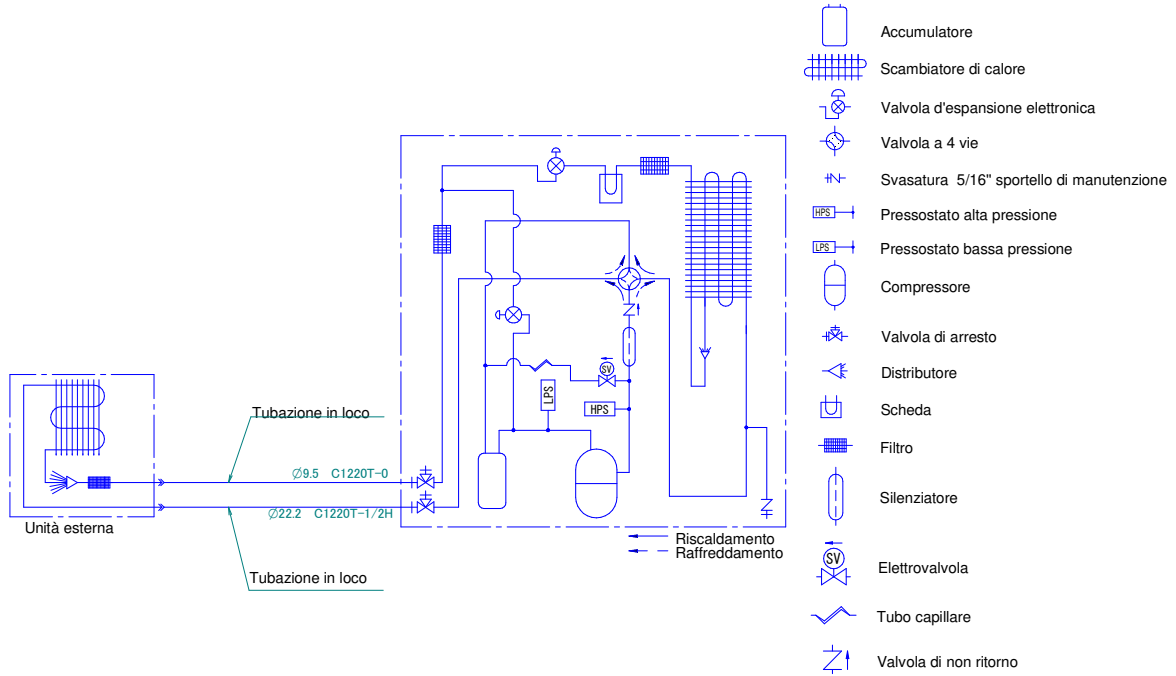 Accumulatore
Scambiatore di calore
Valvola d'espansione elettronica
Valvola a 4 vie
Svasatura 5/16" sportello di manutenzione
HPS
Pressostato alta pressione
LPS
Pressostato bassa pressione
Compressore
Valvola di arresto
Distributore
Scheda
Filtro
Silenziatore
SV
Elettrovalvola
Tubo capillare
Valvola di non ritorno
SV
LPS
HPS
Tubazione in loco
Ø9.5 C1220T-0
Ø22.2 C1220T-1/2H
Unità esterna
Tubazione in loco
Riscaldamento
Raffreddamento